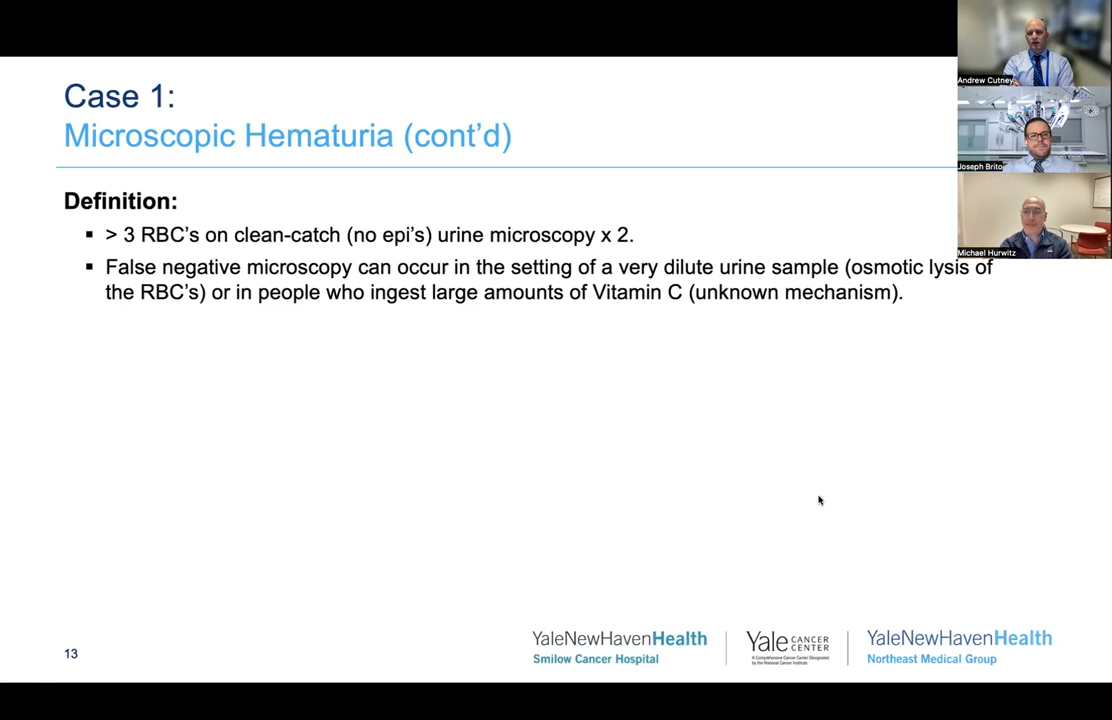 Case 1:
Microscopic Hematuria (cont’d)
Definition:
▪ > 3 RBC’s on clean-catch (no epi’s) urine microscopy x 2.
▪ False negative microscopy can occur in the setting of a very dilute urine sample (osmotic lysis of
the RBC’s) or in people who ingest large amounts of Vitamin C (unknown mechanism).
Andrew Cutney
Joseph Brito
Michael Hurwitz
13
YaleNewHavenHealth
Smilow Cancer Hospital
Yale CANCER CENTER
A Comprehensive Cancer Center Designated
by the National Cancer Institute
YaleNewHavenHealth
Northeast Medical Group